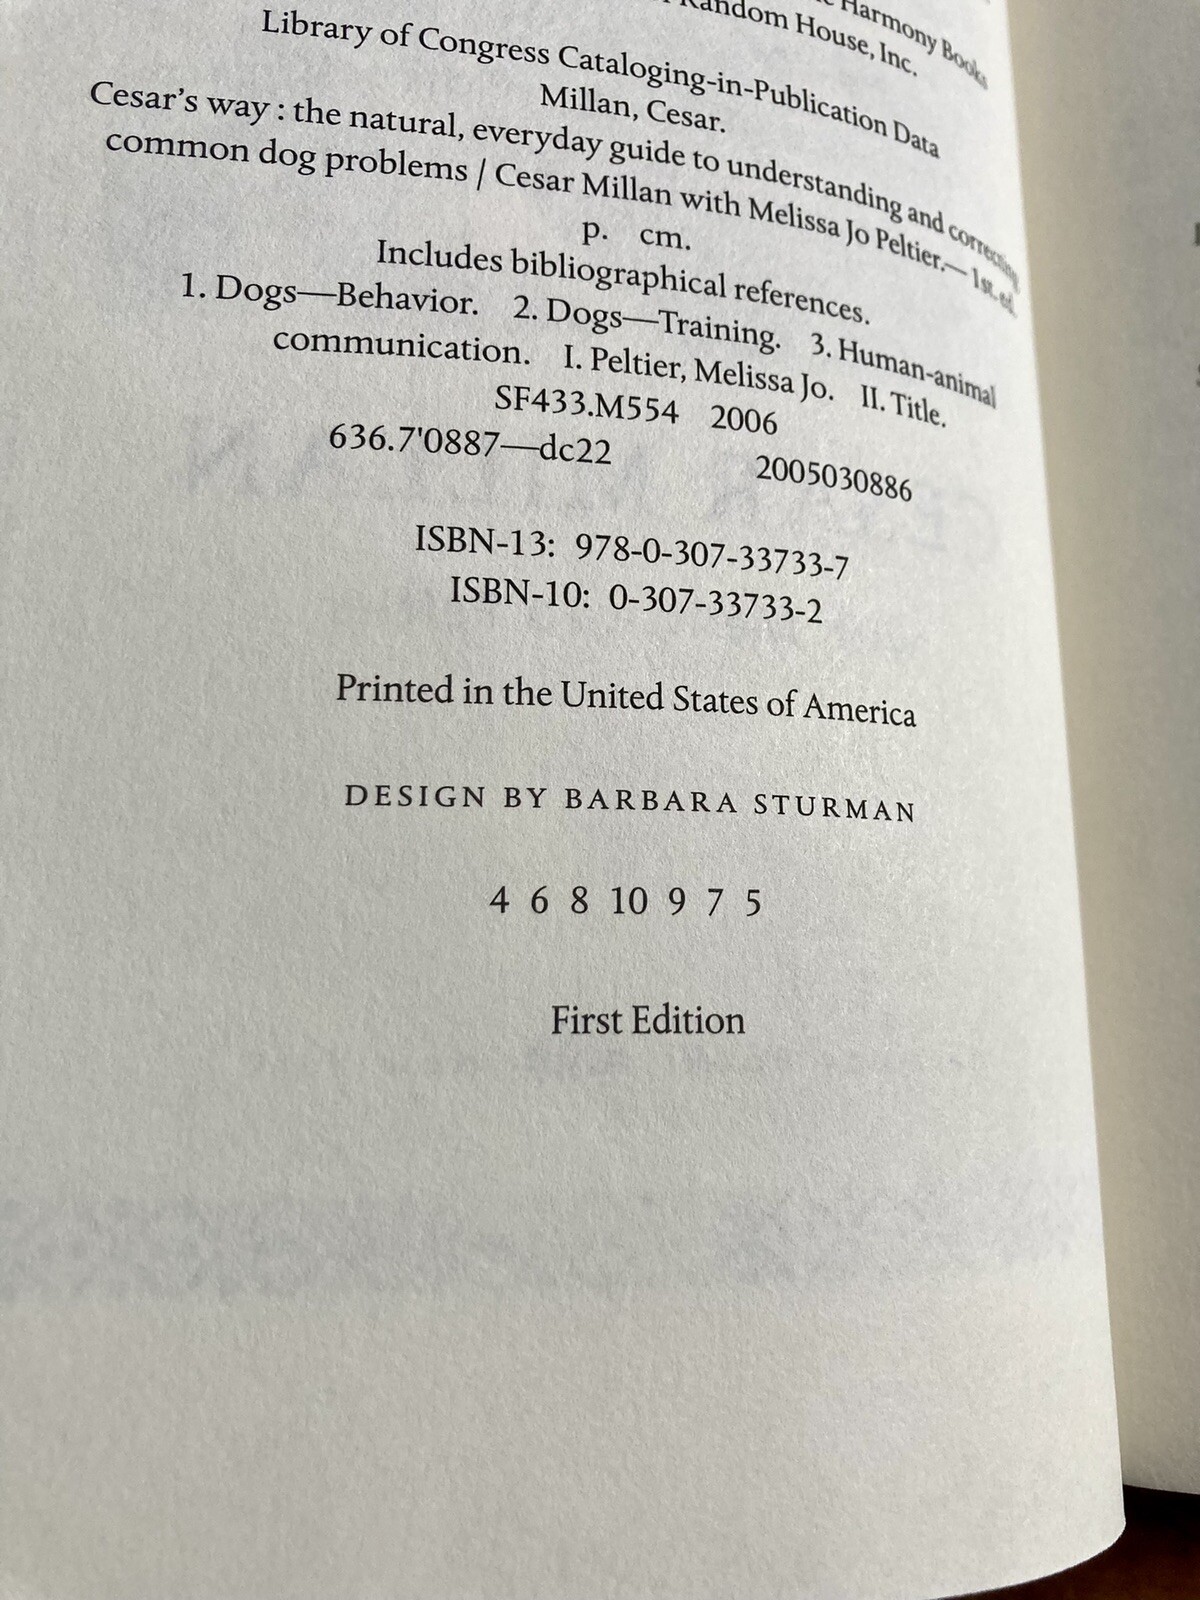 Harmony Books
Random House, Inc.
Library of Congress Cataloging-in-Publication Data
Millan, Cesar.
Cesar's way : the natural, everyday guide to understanding and correcting
common dog problems / Cesar Millan with Melissa Jo Peltier.—1st. ed.
p. cm.
Includes bibliographical references.
1. Dogs—Behavior. 2. Dogs—Training. 3. Human-animal
communication. I. Peltier, Melissa Jo. II. Title.
SF433.M554 2006
636.7'0887—dc22 2005030886
ISBN-13: 978-0-307-33733-7
ISBN-10: 0-307-33733-2
Printed in the United States of America
DESIGN BY BARBARA STURMAN
4 6 8 10 9 7 5
First Edition